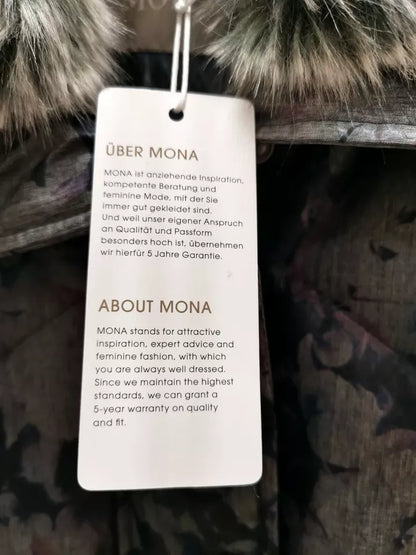 MO
ÜBER MONA
MONA ist anziehende Inspiration,
kompetente Beratung und
feminine Mode, mit der Sie
immer gut gekleidet sind.
Und weil unser eigener Anspruch
an Qualität und Passform
besonders hoch ist, übernehmen
wir hierfür 5 Jahre Garantie.
ABOUT MONA
MONA stands for attractive
inspiration, expert advice and
feminine fashion, with which
you are always well dressed.
Since we maintain the highest
standards, we can grant a
5-year warranty on quality
and fit.